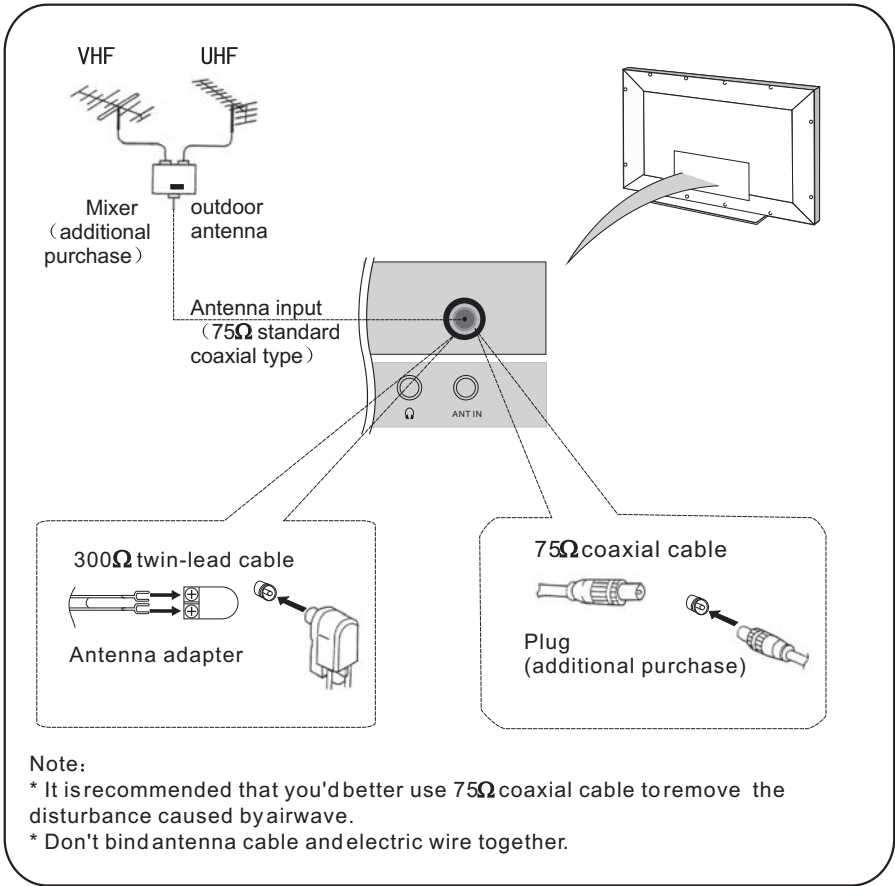 VHF UHF
Mixer
（additional
purchase）
outdoor
antenna
Antenna input
（75Ω standard
coaxial type）
ANT IN
300Ω twin-lead cable
Antenna adapter
75Ω coaxial cable
Plug
(additional purchase)
Note:
* It is recommended that you'd better use 75Ω coaxial cable to remove the
disturbance caused by airwave.
* Don't bind antenna cable and electric wire together.